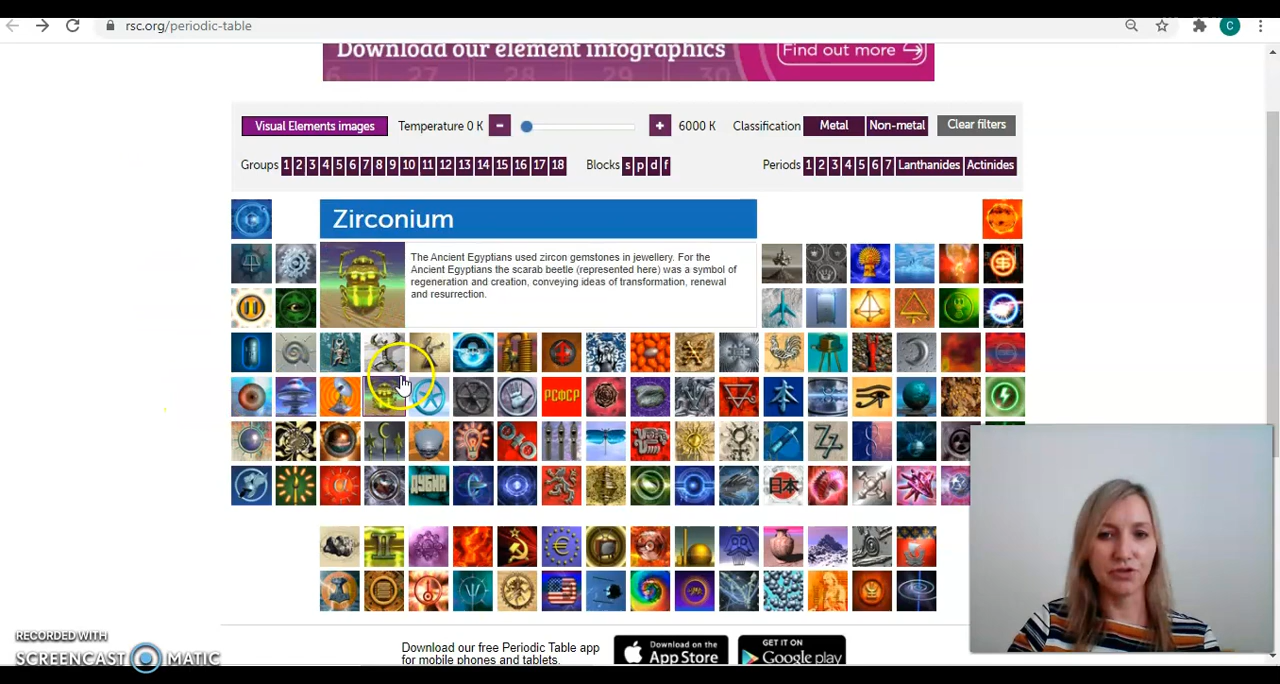 rsc.org/periodic-table
C
Download our element infographics
Find out more
Visual Elements images
Temperature 0 K
-
+
6000 K
Classification
Metal
Non-metal
Clear filters
Groups 1 2 3 4 5 6 7 8 9 10 11 12 13 14 15 16 17 18
Blocks s p d f
Periods 1 2 3 4 5 6 7 Lanthanides Actinides
Zirconium
The Ancient Egyptians used zircon gemstones in jewellery. For the
Ancient Egyptians the scarab beetle (represented here) was a symbol of
regeneration and creation, conveying ideas of transformation, renewal
and resurrection.
РСФСР
ДУБНА
日本
RECORDED WITH
SCREENCAST MATIC
Download our free Periodic Table app
for mobile phones and tablets.
Download on the
App Store
GET IT ON
Google play